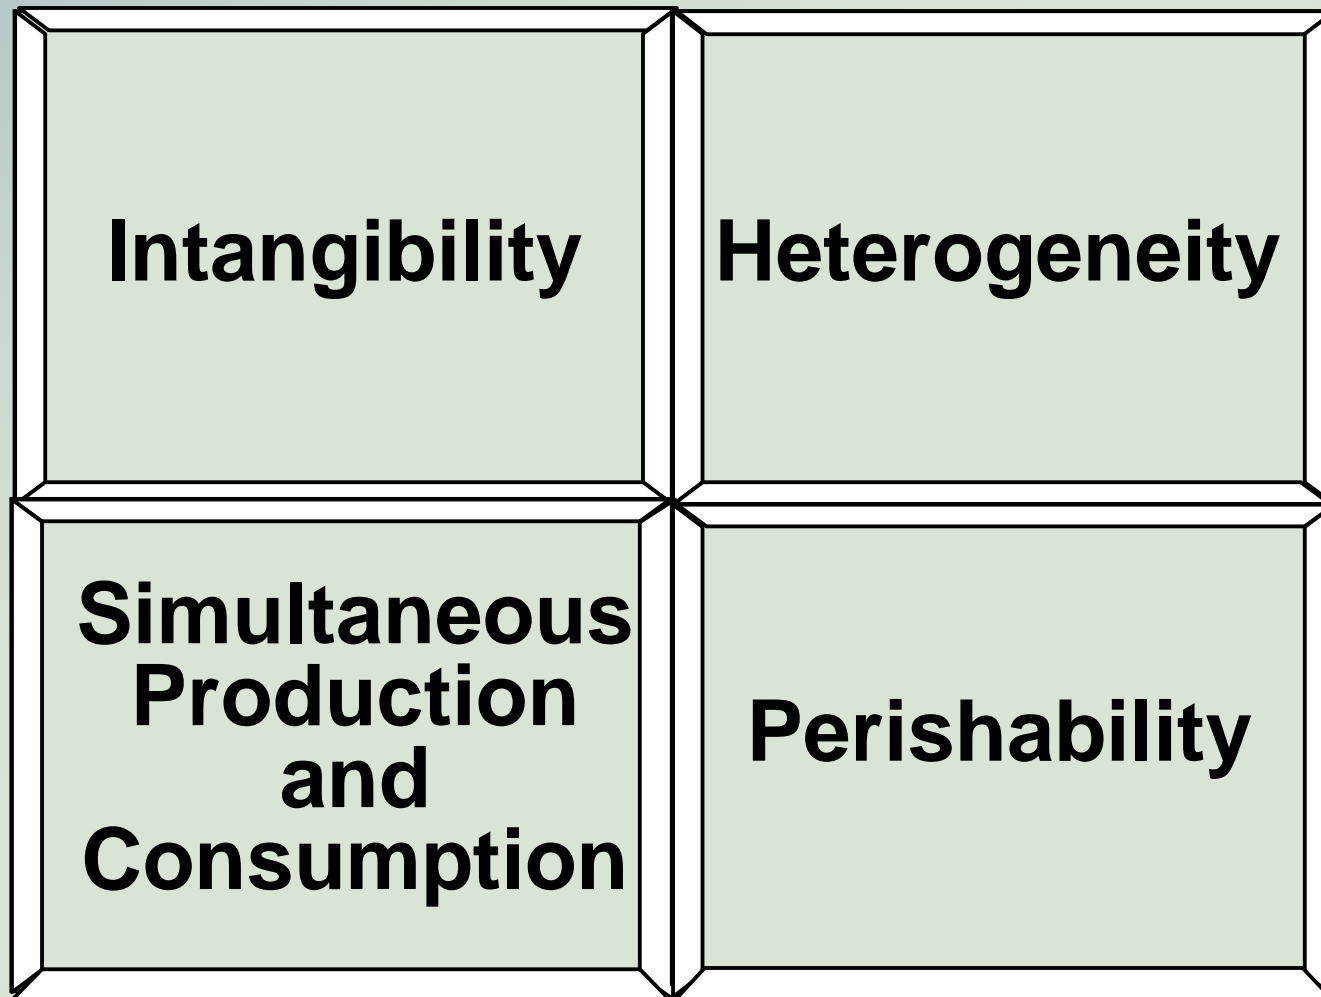 Intangibility
Heterogeneity
Simultaneous
Production
and
Consumption
Perishability